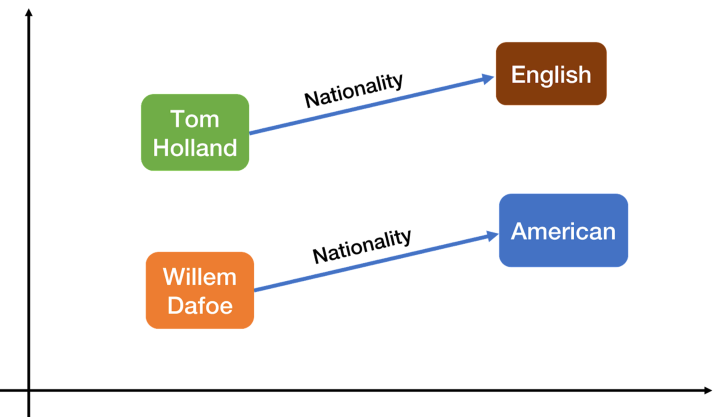 Nationality
English
Tom
Holland
Nationality
American
Willem
Dafoe